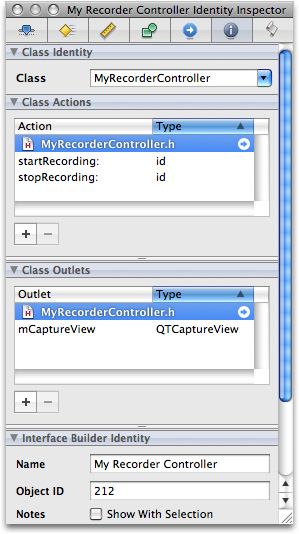 My Recorder Controller Identity Inspector
Class Identity
Class MyRecorderController
Class Actions
Action Type
MyRecorderController.h
startRecording: id
stopRecording: id
Class Outlets
Outlet Type
MyRecorderController.h
mCaptureView QTCaptureView
Interface Builder Identity
Name My Recorder Controller
Object ID 212
Notes Show With Selection